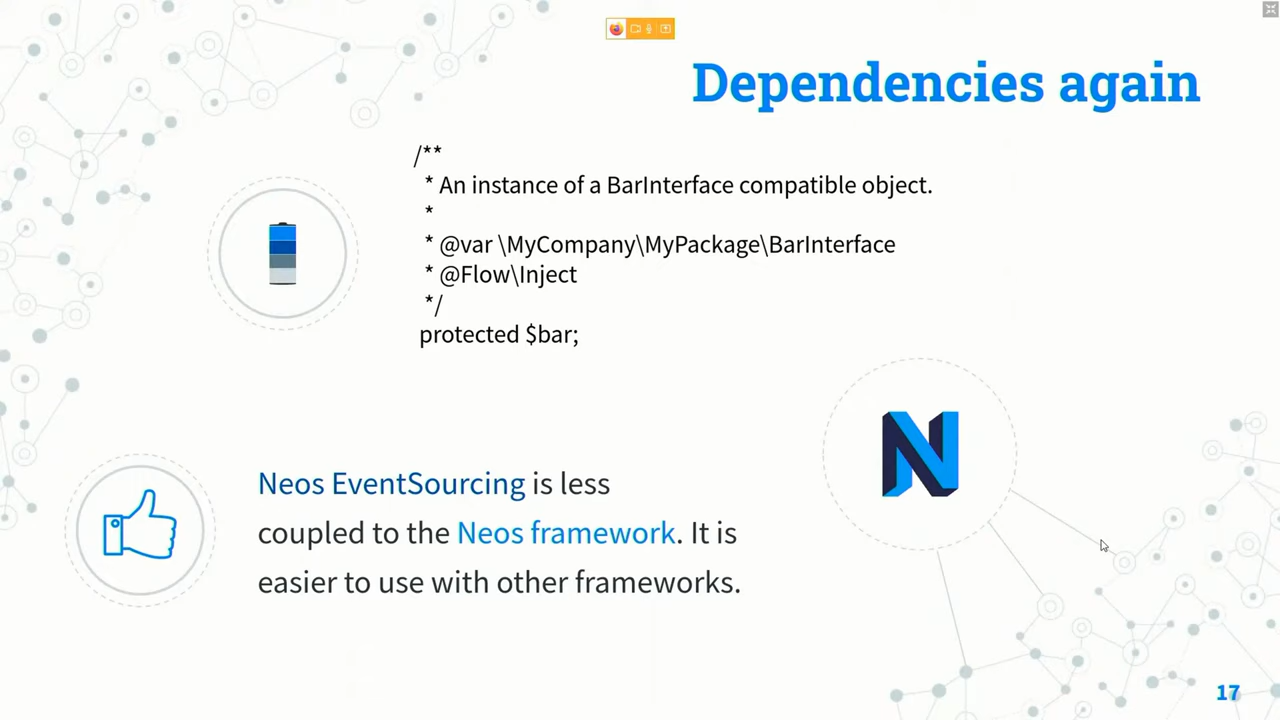 Dependencies again
/**
* An instance of a BarInterface compatible object.
*
* @var \MyCompany\MyPackage\BarInterface
* @Flow\Inject
*/
protected $bar;
N
Neos EventSourcing is less
coupled to the Neos framework. It is
easier to use with other frameworks.
17